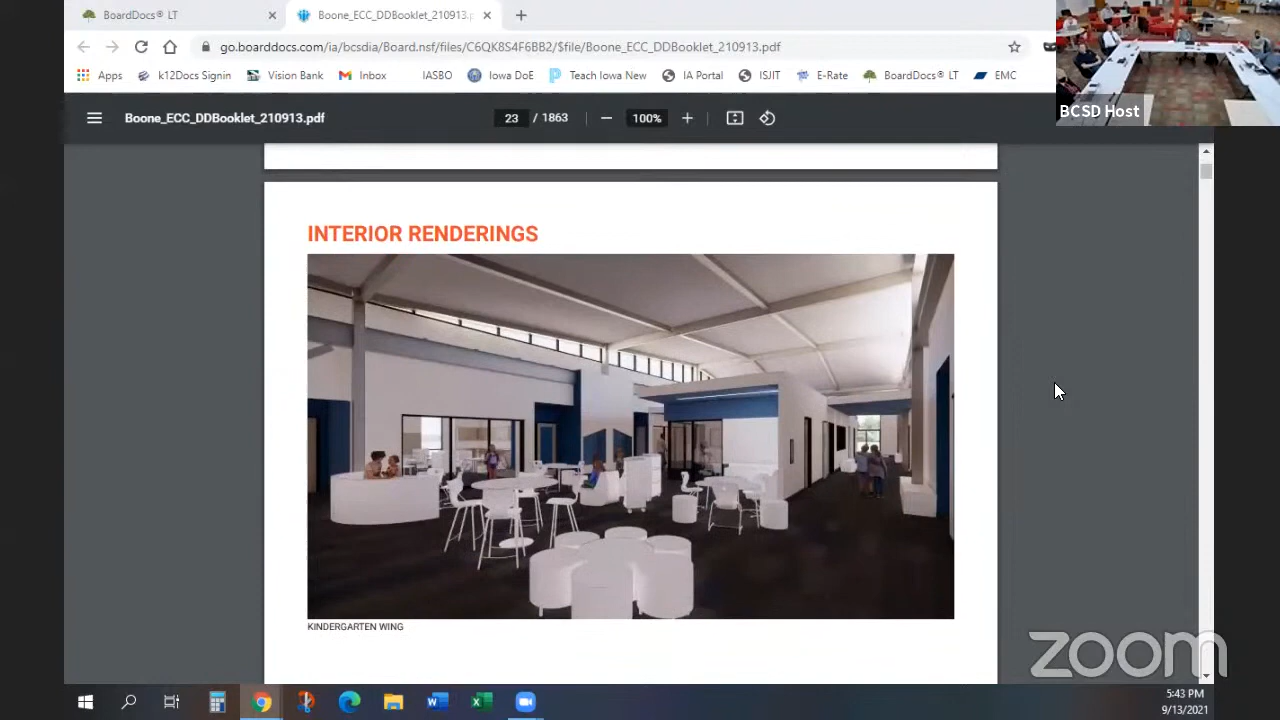 BoardDocs® LT
Boone_ECC_DDBooklet_210913.p
go.boarddocs.com/ia/bcsdia/Board.nsf/files/C6QK8S4F6BB2/$file/Boone_ECC_DDBooklet_210913.pdf
Apps k12Docs Signin Vision Bank Inbox IASBO Iowa DoE Teach Iowa New IA Portal ISJIT E-Rate BoardDocs® LT EMC
BCSD Host
Boone_ECC_DDBooklet_210913.pdf 23 / 1863 100%
INTERIOR RENDERINGS
KINDERGARTEN WING
zoom
5:43 PM
9/13/2021